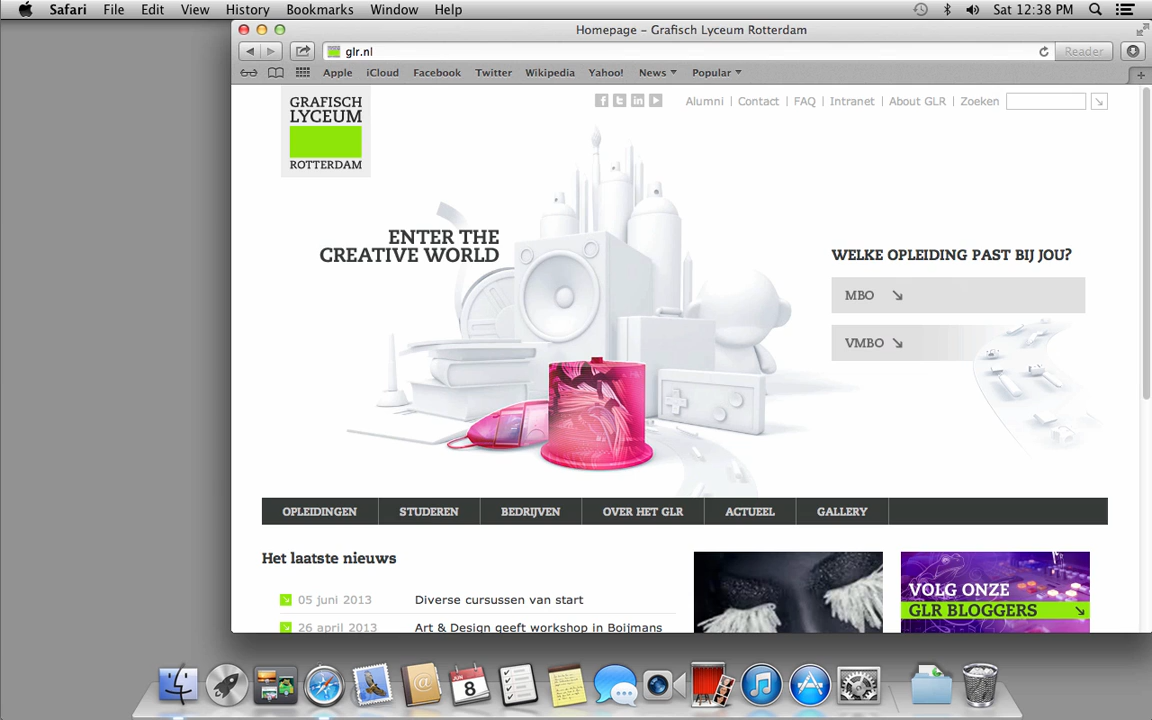 Safari File Edit View History Bookmarks Window Help Sat 12:38 PM
Homepage – Grafisch Lyceum Rotterdam
glr.nl Reader
Apple iCloud Facebook Twitter Wikipedia Yahoo! News Popular
GRAFISCH
LYCEUM
ROTTERDAM
Alumni | Contact | FAQ | Intranet | About GLR | Zoeken
ENTER THE
CREATIVE WORLD
WELKE OPLEIDING PAST BIJ JOU?
MBO
VMBO
OPLEIDINGEN STUDEREN BEDRIJVEN OVER HET GLR ACTUEEL GALLERY
Het laatste nieuws
05 juni 2013 Diverse cursussen van start
26 april 2013 Art & Design geeft workshop in Boijmans
VOLG ONZE
GLR BLOGGERS
JUN
8